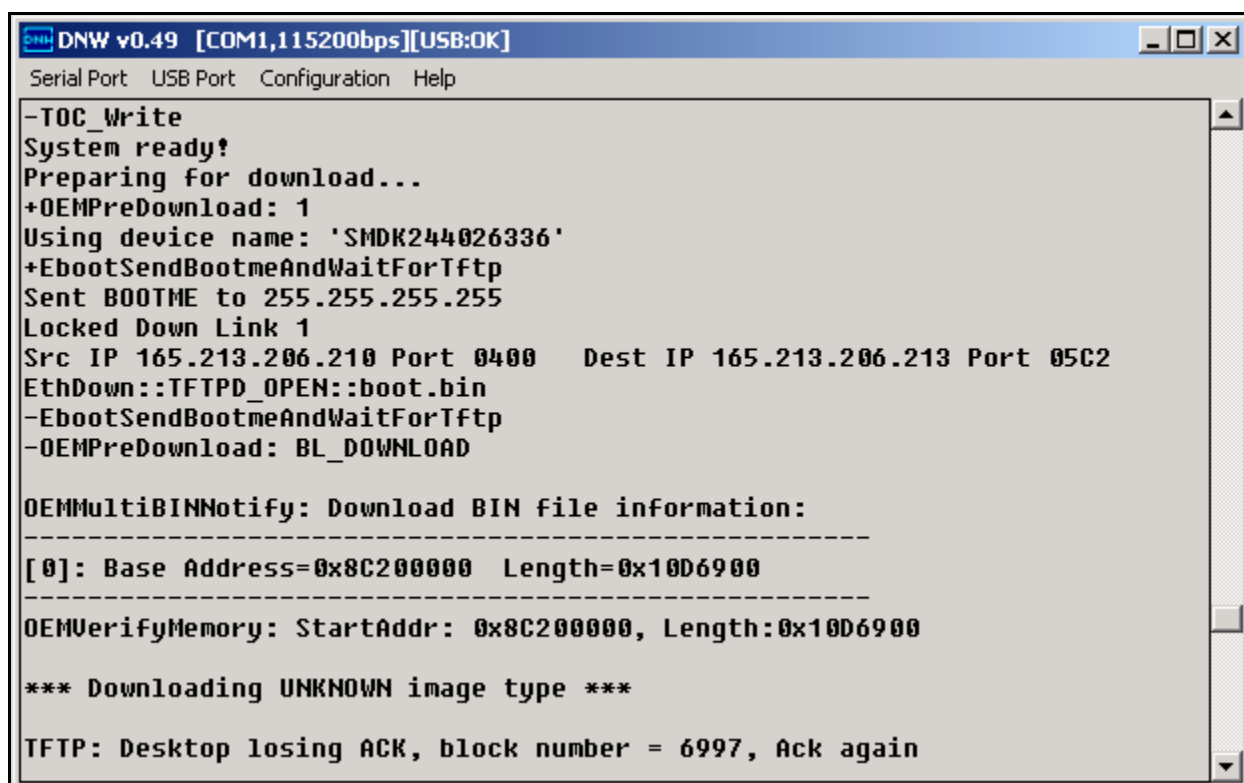 DNW DNW v0.49 [COM1,115200bps][USB:OK]
Serial Port USB Port Configuration Help
-TOC_Write
System ready!
Preparing for download...
+OEMPreDownload: 1
Using device name: 'SMDK244026336'
+EbootSendBootmeAndWaitForTftp
Sent BOOTME to 255.255.255.255
Locked Down Link 1
Src IP 165.213.206.210 Port 0400   Dest IP 165.213.206.213 Port 05C2
EthDown::TFTPD_OPEN::boot.bin
-EbootSendBootmeAndWaitForTftp
-OEMPreDownload: BL_DOWNLOAD
OEMMultiBINNotify: Download BIN file information:
------------------------------------------------------
[0]: Base Address=0x8C200000  Length=0x10D6900
------------------------------------------------------
OEMVerifyMemory: StartAddr: 0x8C200000, Length:0x10D6900
*** Downloading UNKNOWN image type ***
TFTP: Desktop losing ACK, block number = 6997, Ack again